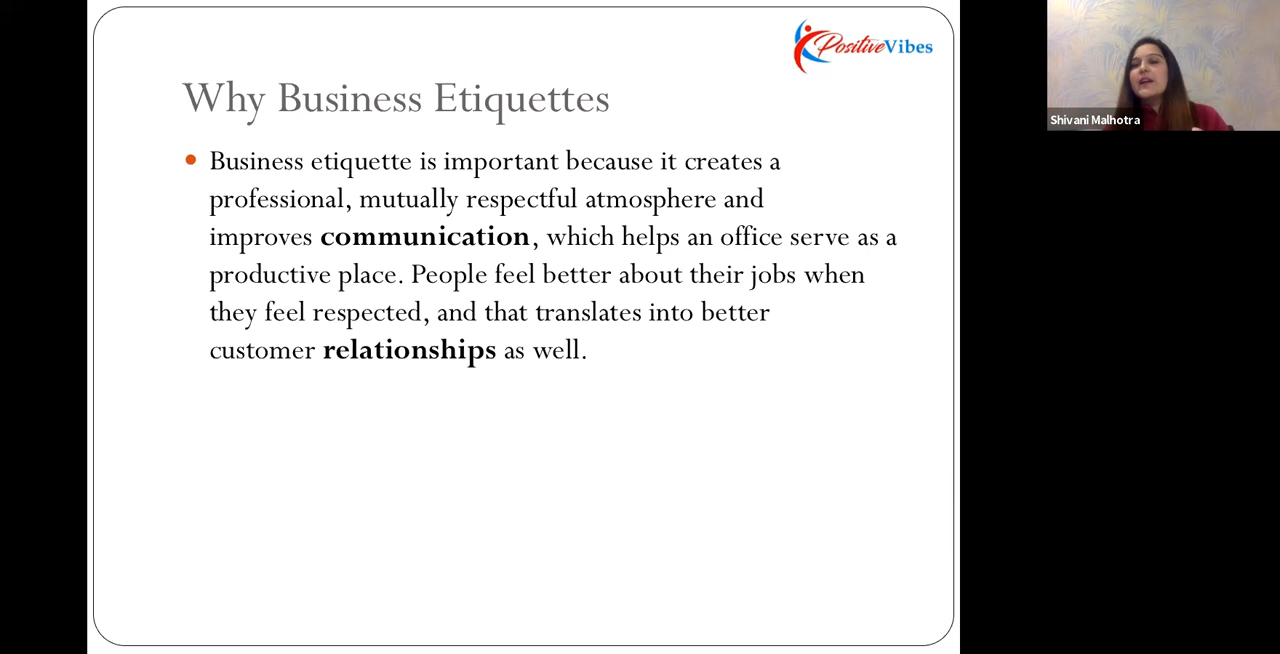 PositiveVibes
Shivani Malhotra
Why Business Etiquettes
Business etiquette is important because it creates a
professional, mutually respectful atmosphere and
improves communication, which helps an office serve as a
productive place. People feel better about their jobs when
they feel respected, and that translates into better
customer relationships as well.